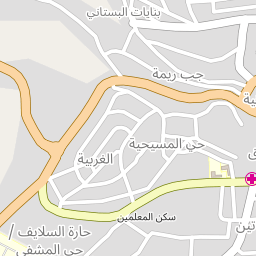 بنايات البستاني
جب ريمة
حي المسيحية
الغربية
سكن المعلمين
حارة السلايف /
حي المشفى